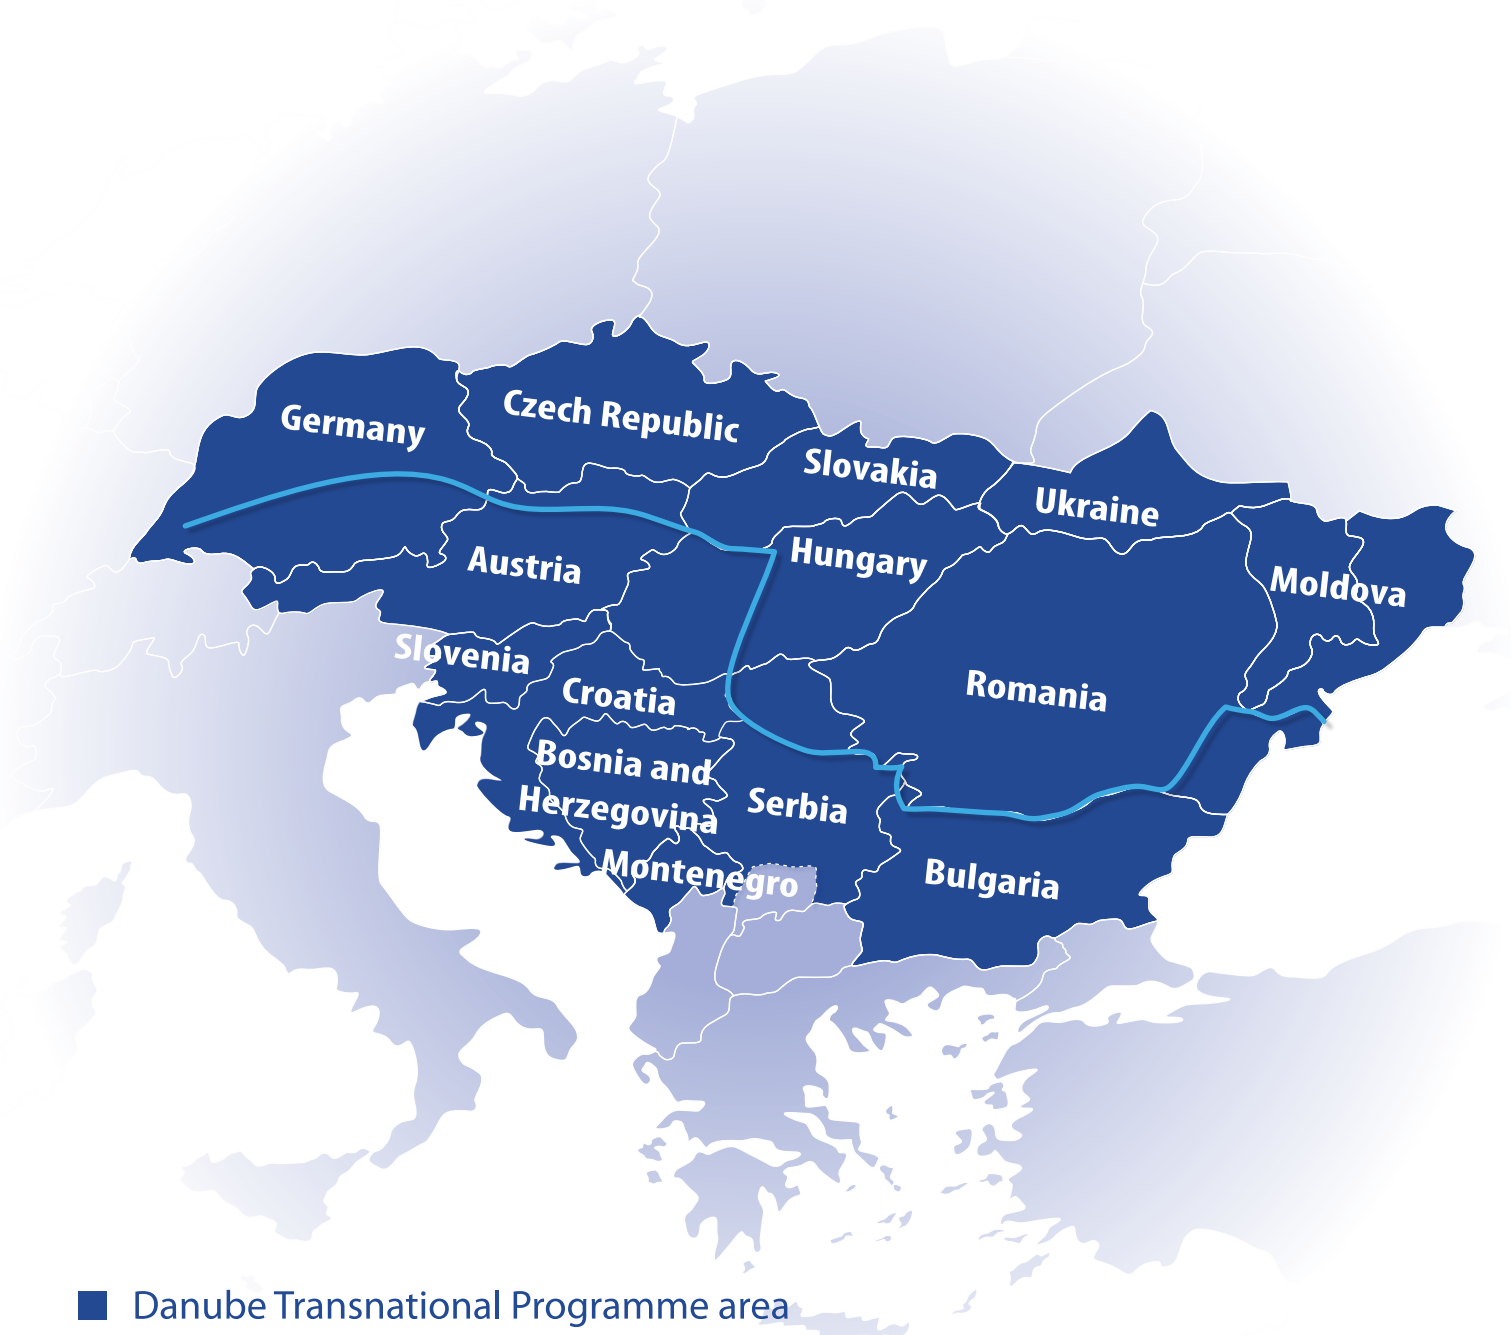 Germany
Czech Republic
Slovakia
Ukraine
Austria
Hungary
Moldova
Slovenia
Croatia
Romania
Bosnia and
Herzegovina
Serbia
Montenegro
Bulgaria
Danube Transnational Programme area